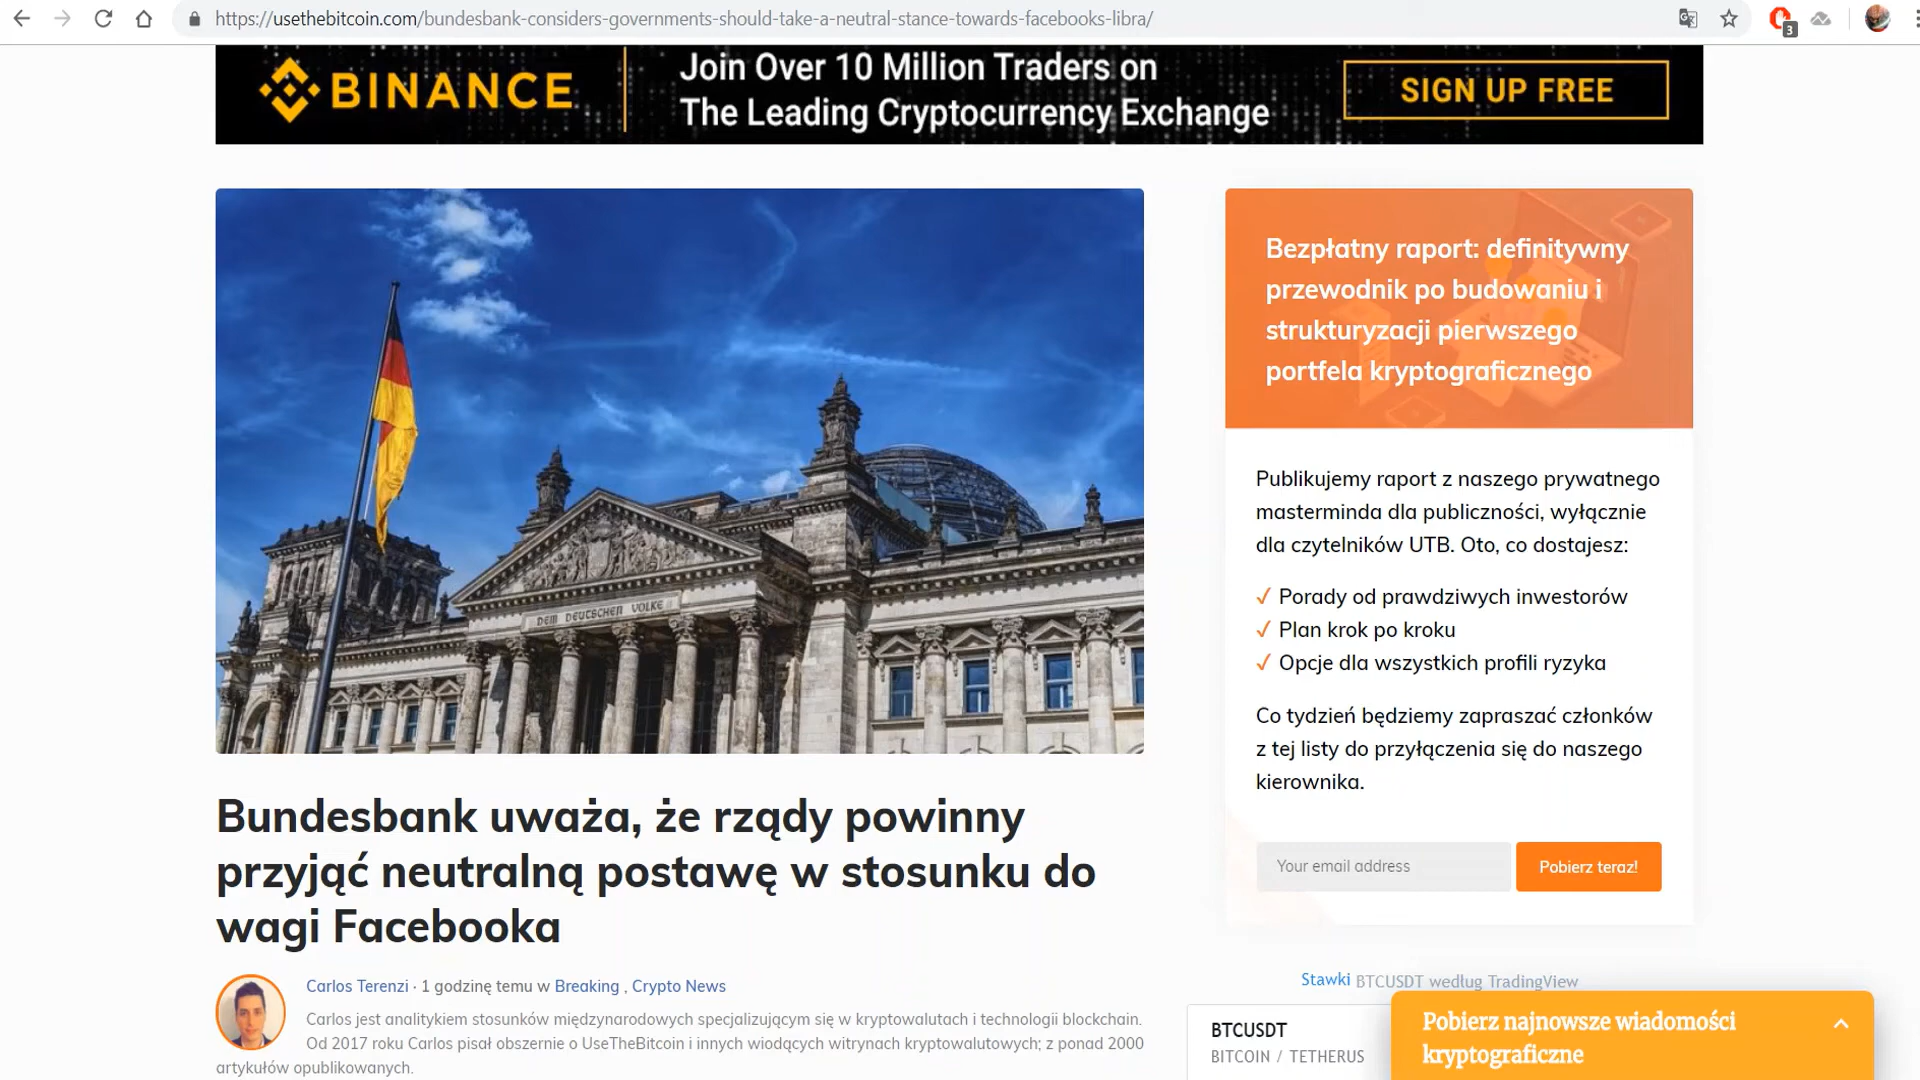 https://usethebitcoin.com/bundesbank-considers-governments-should-take-a-neutral-stance-towards-facebooks-libra/
3
BINANCE
Join Over 10 Million Traders on
The Leading Cryptocurrency Exchange
SIGN UP FREE
DEM DEUTSCHEN VOLKE
Bundesbank uważa, że rządy powinny
przyjąć neutralną postawę w stosunku do
wagi Facebooka
Carlos Terenzi · 1 godzinę temu w Breaking , Crypto News
Carlos jest analitykiem stosunków międzynarodowych specjalizującym się w kryptowalutach i technologii blockchain.
Od 2017 roku Carlos pisał obszernie o UseTheBitcoin i innych wiodących witrynach kryptowalutowych; z ponad 2000
artykułów opublikowanych.
Bezpłatny raport: definitywny
przewodnik po budowaniu i
strukturyzacji pierwszego
portfela kryptograficznego
Publikujemy raport z naszego prywatnego
masterminda dla publiczności, wyłącznie
dla czytelników UTB. Oto, co dostajesz:
✓ Porady od prawdziwych inwestorów
✓ Plan krok po kroku
✓ Opcje dla wszystkich profili ryzyka
Co tydzień będziemy zapraszać członków
z tej listy do przyłączenia się do naszego
kierownika.
Your email address
Pobierz teraz!
Stawki BTCUSDT według TradingView
BTCUSDT
BITCOIN / TETHERUS
Pobierz najnowsze wiadomości
kryptograficzne